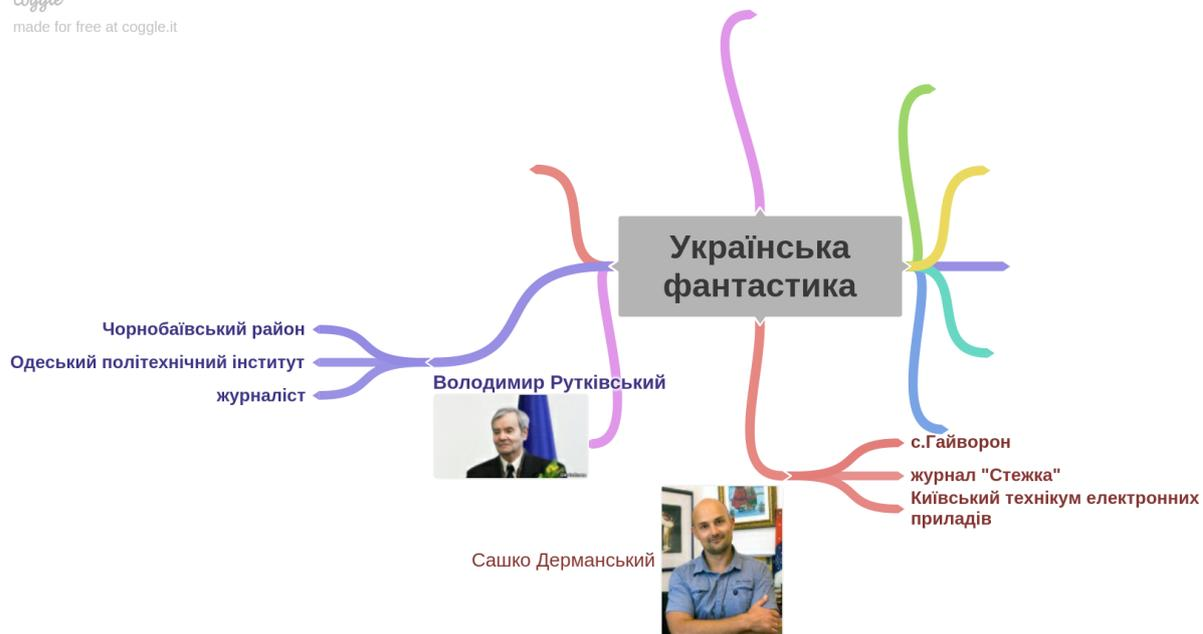 coggle
made for free at coggle.it
Українська
фантастика
Чорнобаївський район
Одеський політехнічний інститут
журналіст
Володимир Рутківський
с.Гайворон
журнал "Стежка"
Київський технікум електронних
приладів
Сашко Дерманський